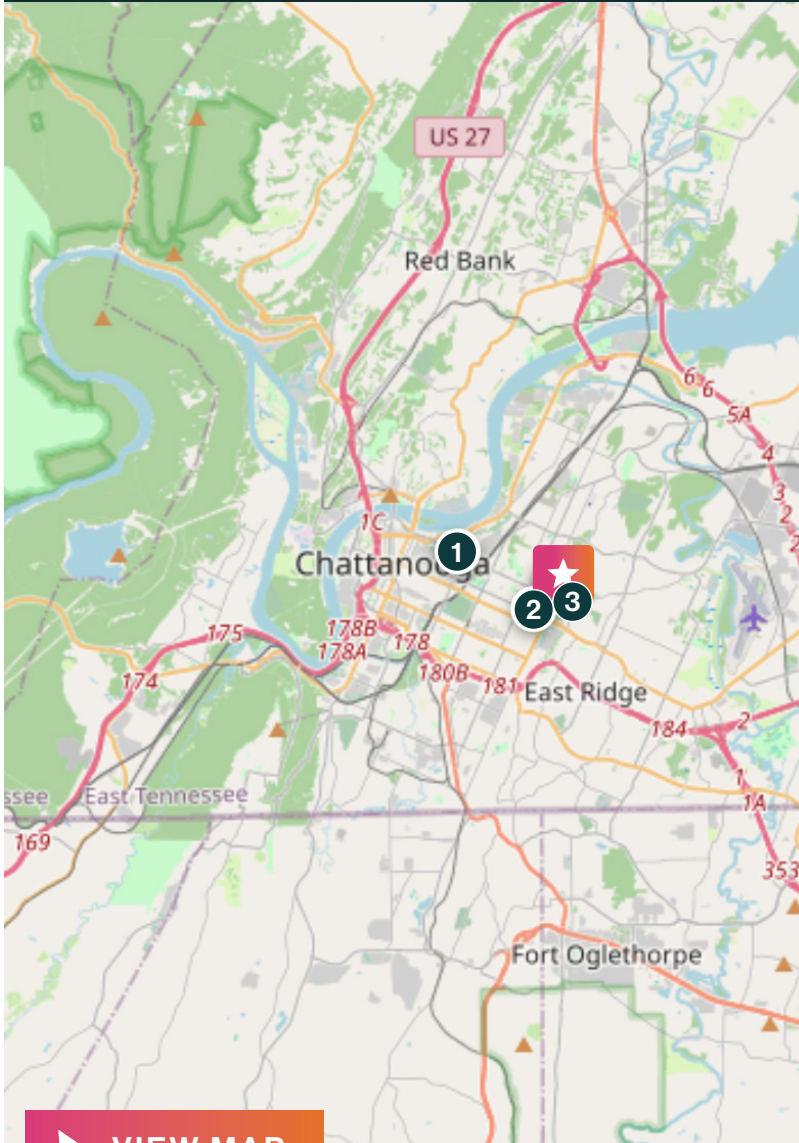 US 27
Red Bank
6
6
5A
4
3
2
2
1C
1
Chattanooga
2
3
175
178B
178
178A
174
180B
181
East Ridge
184
2
1
1A
ssee
East Tennessee
169
353
Fort Oglethorpe
VIEW MAP